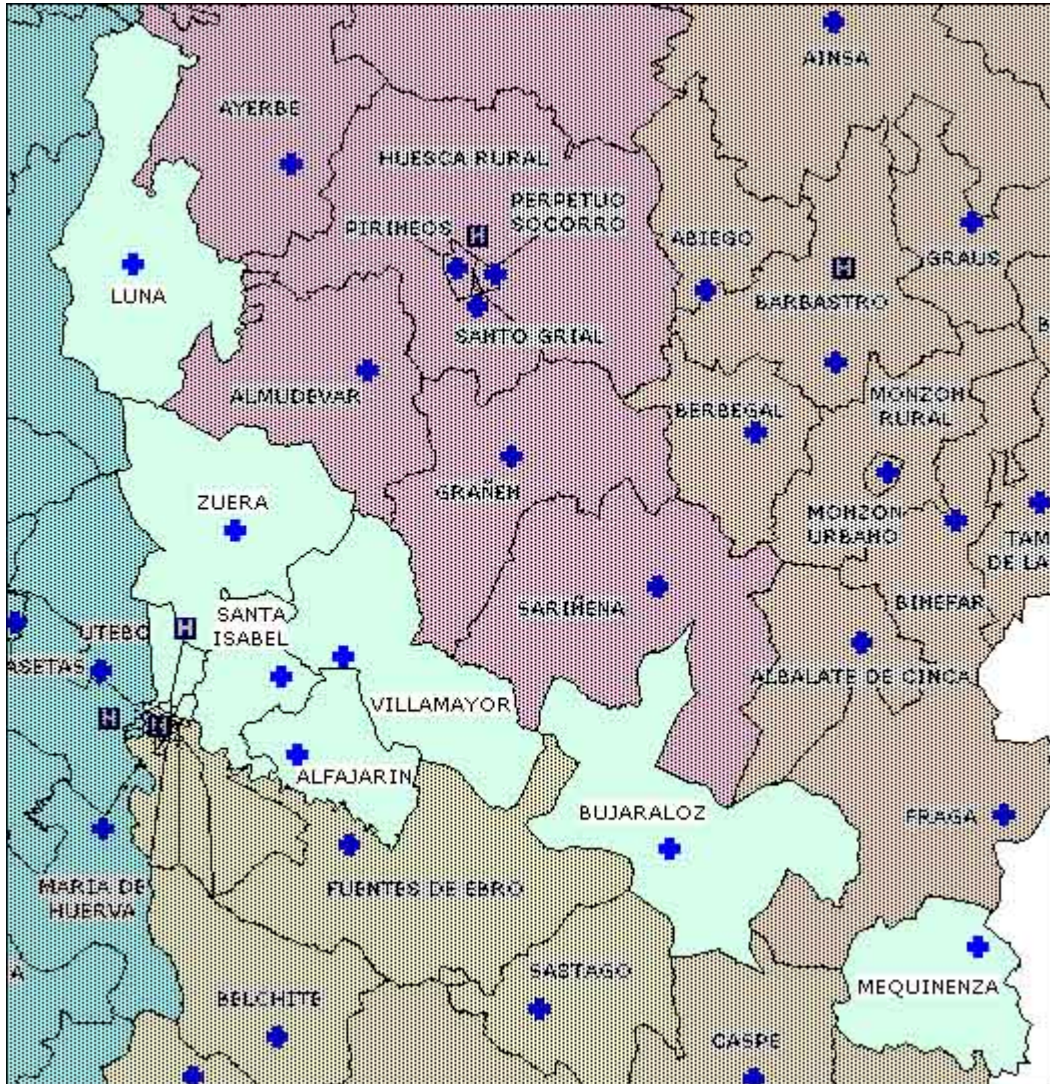 AINSA
AYERBE
HUESCA RURAL
PERPETUO
SOCORRO
PIRINEOS
ABIEGO
GRAUS
H
H
LUNA
BARBASTRO
B
SANTO GRIAL
ALMUDEVAR
BERBEGAL
MONZON
RURAL
GRAÑEN
ZUERA
MONZON
URBANO
TAM
DE LA
SANTA
ISABEL
SARIÑENA
BINEFAR
UTEBO
H
ASETAS
ALBALATE DE CINCA
VILLAMAYOR
H
H
ALFAJARIN
BUJARALOZ
FRAGA
MARIA DE
HUERVA
FUENTES DE EBRO
A
SASTAGO
MEQUINENZA
BELCHITE
CASPE